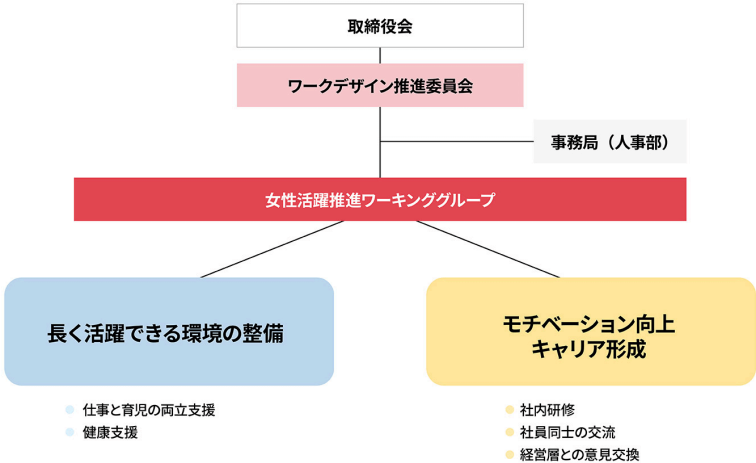 取締役会
ワークデザイン推進委員会
事務局（人事部）
女性活躍推進ワーキンググループ
長く活躍できる環境の整備
モチベーション向上
キャリア形成
仕事と育児の両立支援
健康支援
社内研修
社員同士の交流
経営層との意見交換